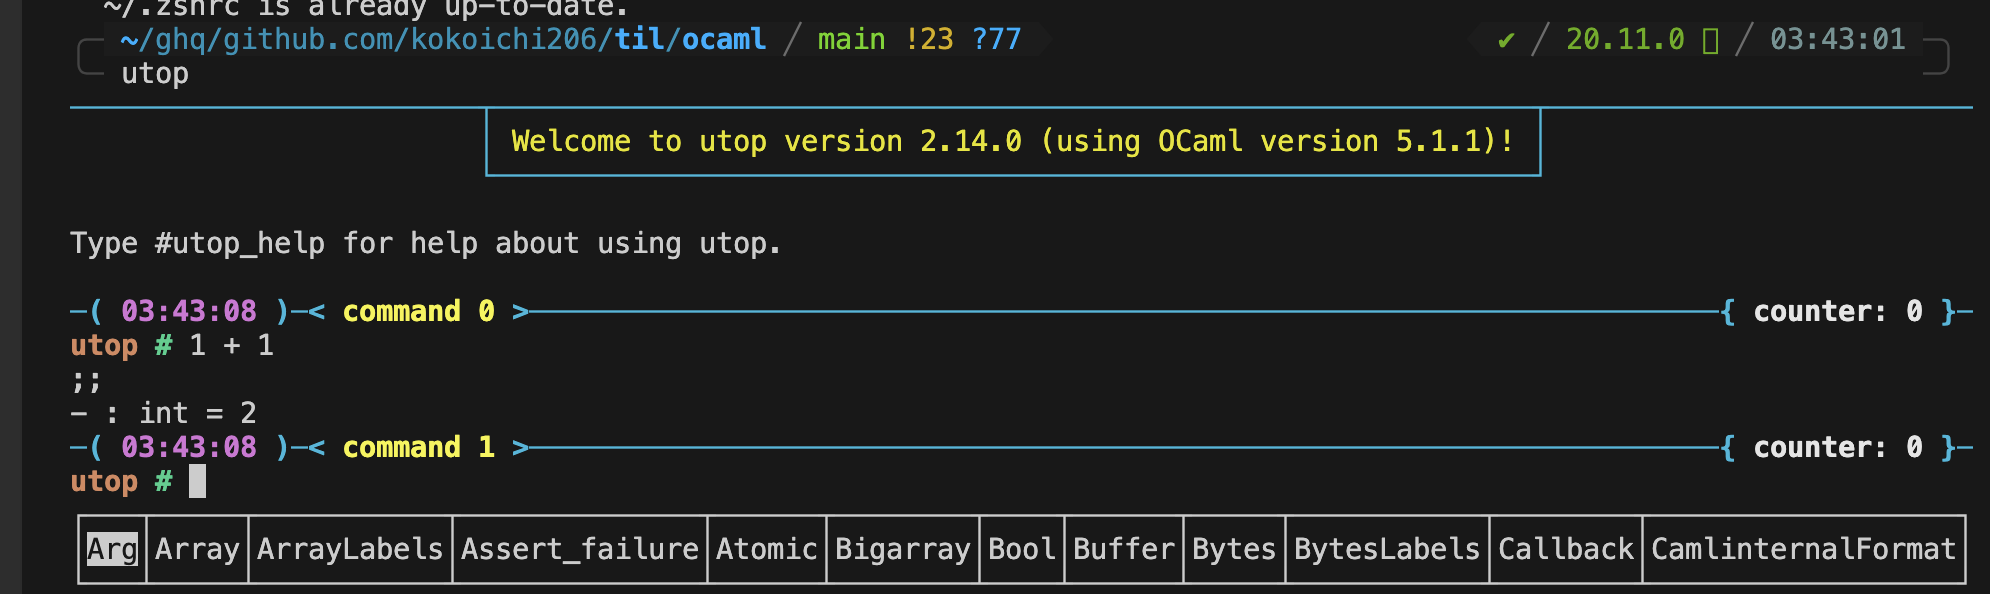 ~/.zshrc is already up-to-date.
~/ghq/github.com/kokoichi206/til/ocaml / main !23 ?77 ✔ / 20.11.0 / 03:43:01
utop
Welcome to utop version 2.14.0 (using OCaml version 5.1.1)!
Type #utop_help for help about using utop.
─( 03:43:08 )─< command 0 >─{ counter: 0 }─
utop # 1 + 1
;;
- : int = 2
─( 03:43:08 )─< command 1 >─{ counter: 0 }─
utop #
Arg Array ArrayLabels Assert_failure Atomic Bigarray Bool Buffer Bytes BytesLabels Callback CamlinternalFormat